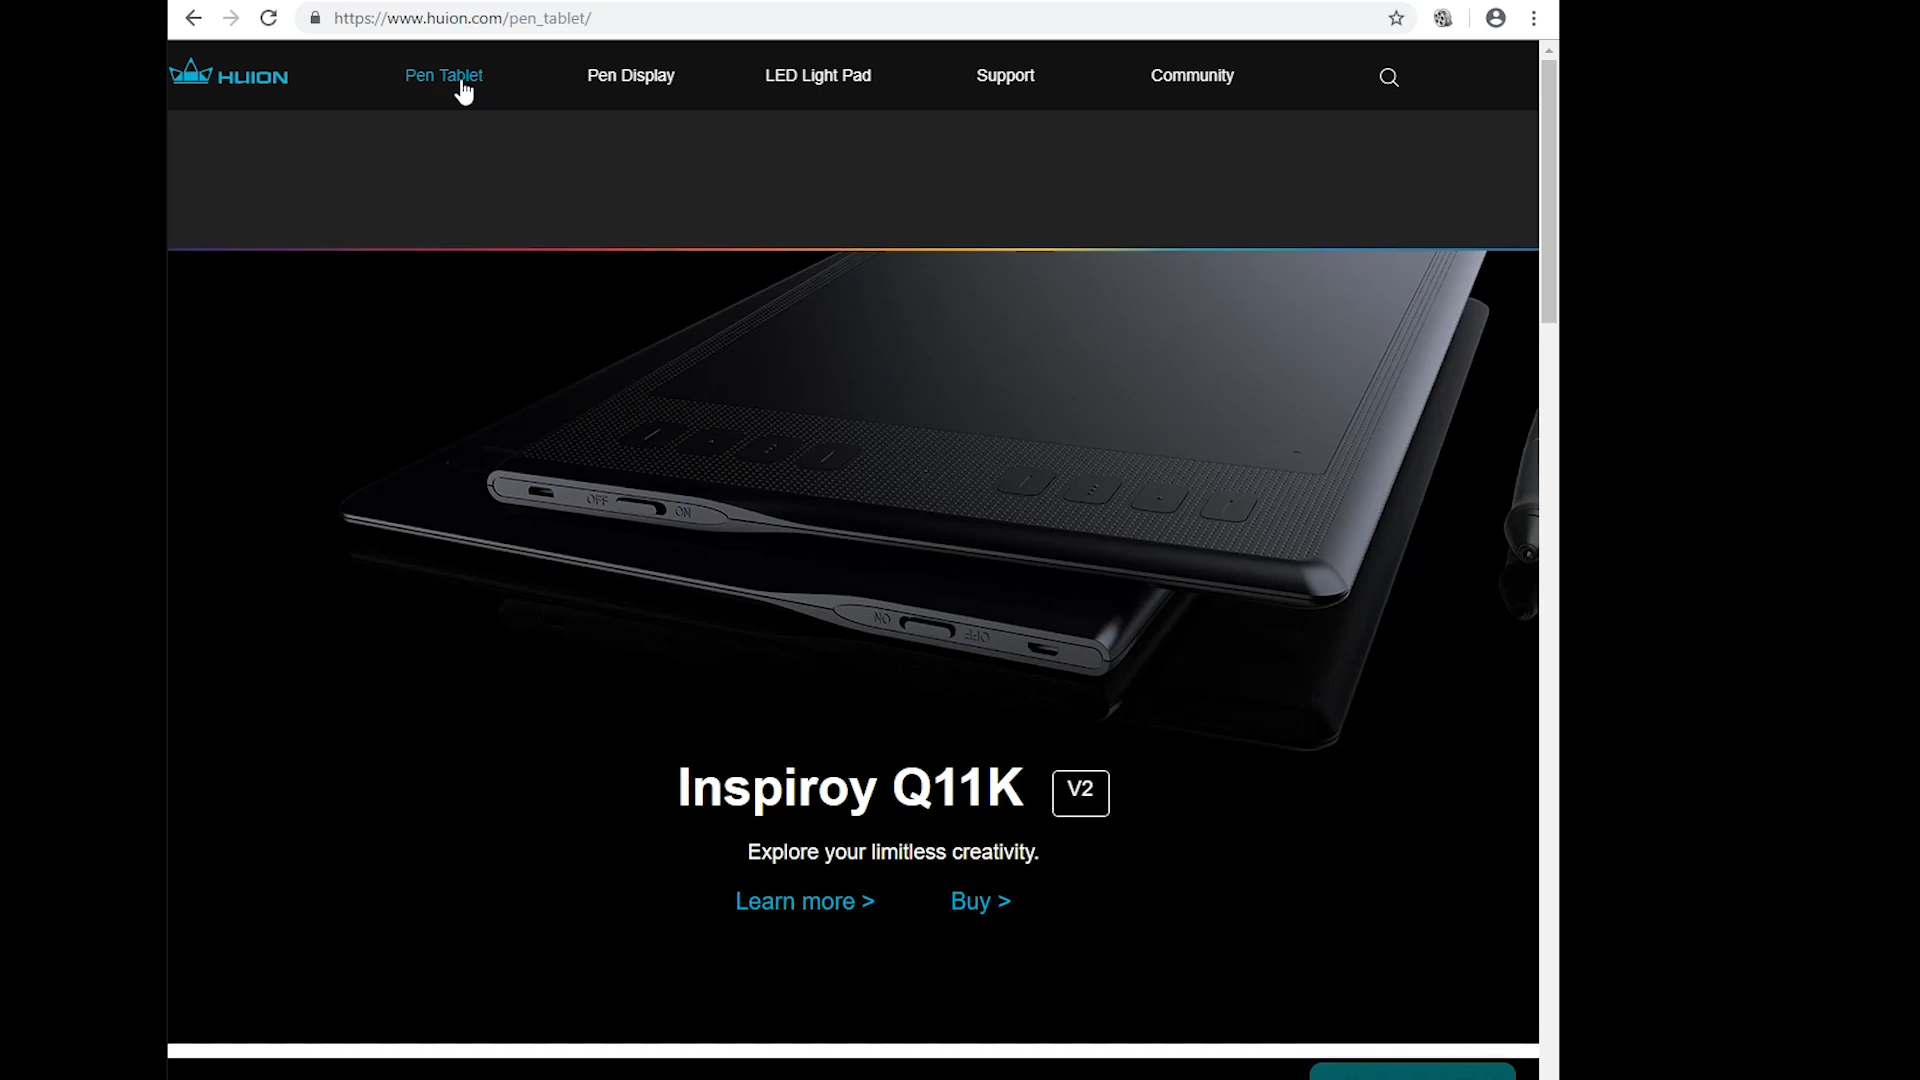 https://www.huion.com/pen_tablet/
HUION
Pen Tablet
Pen Display
LED Light Pad
Support
Community
OFF
ON
ON
OFF
Inspiroy Q11K V2
Explore your limitless creativity.
Learn more >
Buy >